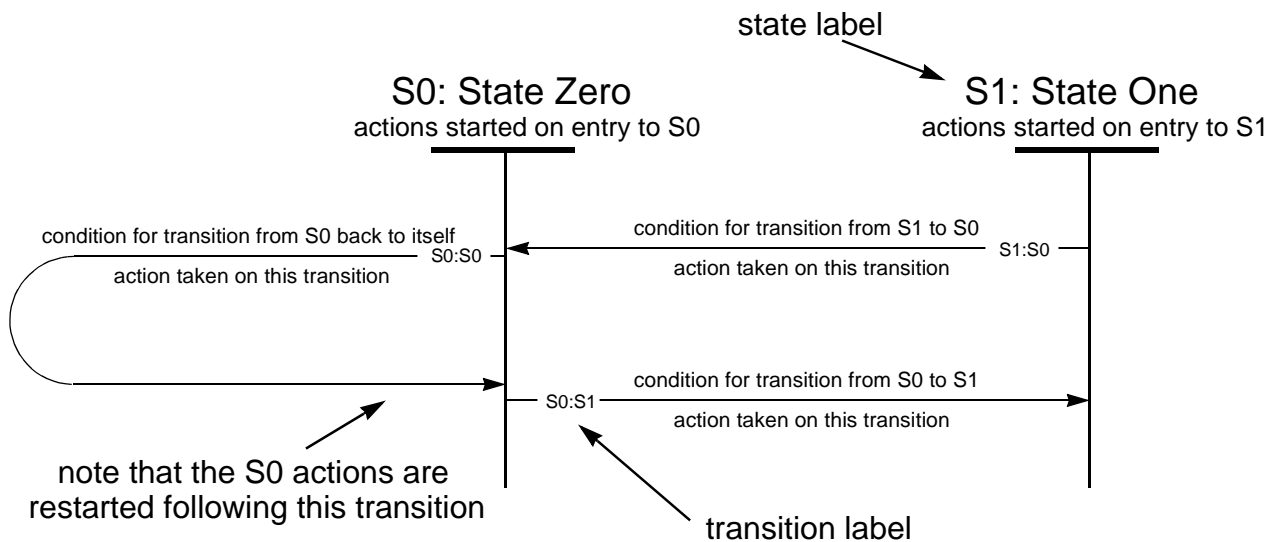 state label
S0: State Zero
actions started on entry to S0
S1: State One
actions started on entry to S1
condition for transition from S0 back to itself
S0:S0
action taken on this transition
condition for transition from S1 to S0
S1:S0
action taken on this transition
condition for transition from S0 to S1
S0:S1
action taken on this transition
note that the S0 actions are
restarted following this transition
transition label